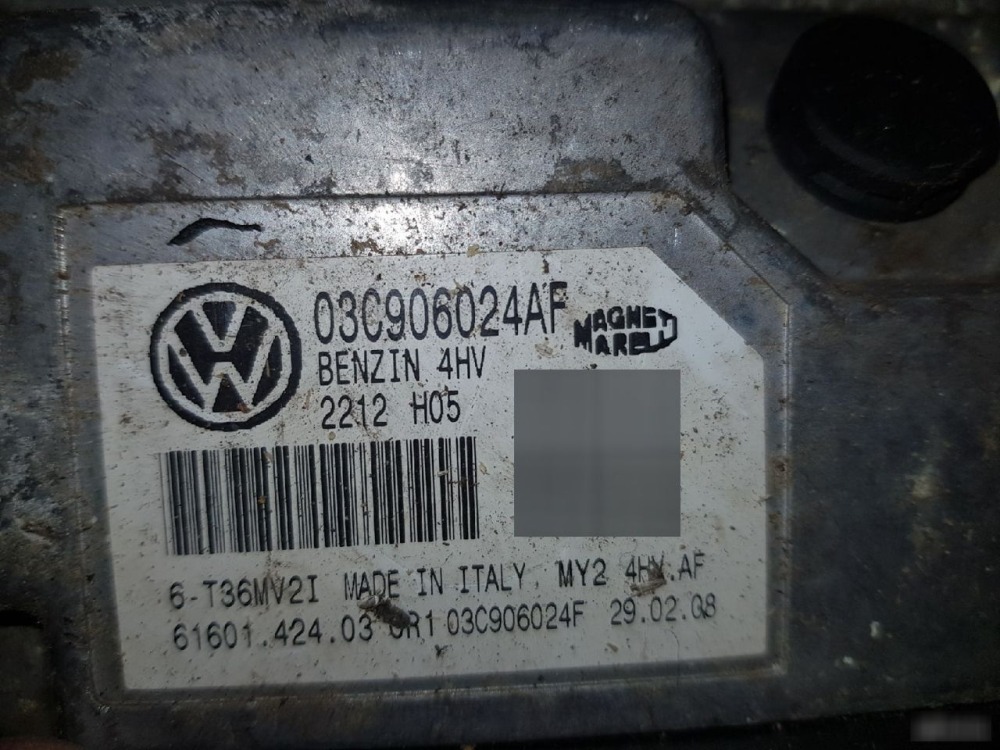 03C906024AF
MAGNETI
MARELLI
BENZIN 4HV
2212 H05
6-T36MV2I MADE IN ITALY. MY2 4HV.AF
61601.424.03 GR1 03C906024F 29.02.08